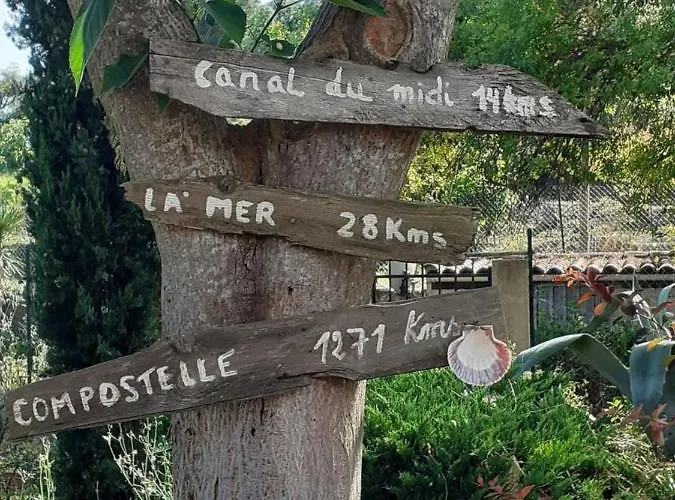 Canal du midi 14kms
LA MER 28Kms
COMPOSTELLE 1271 Kms